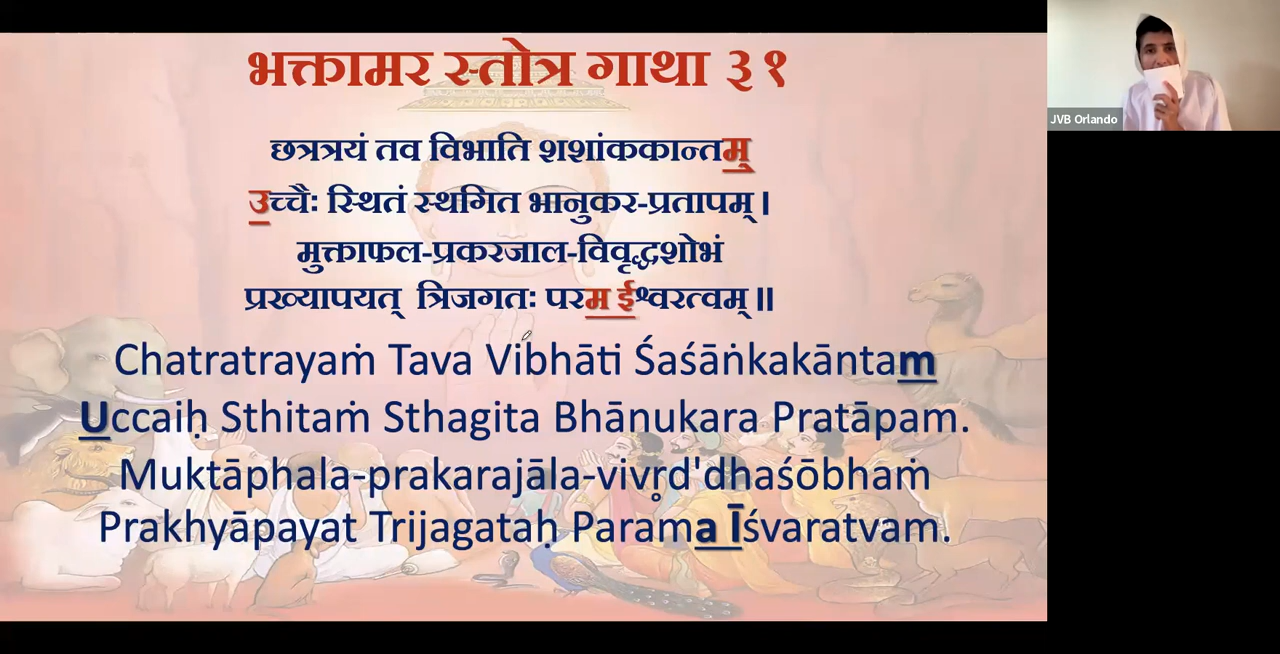 भक्तामर स्तोत्र गाथा ३१
JVB Orlando
छत्रत्रयं तव विभाति शशांककान्तम्
उच्चैः स्थितं स्थगित भानुकर-प्रतापम् ।
मुक्ताफल-प्रकरजाल-विवृद्धशोभं
प्रख्यापयत् त्रिजगतः परम ईश्वरत्वम् ॥
Chatratrayaṁ Tava Vibhāti Śaśāṅkakāntam
Uccaiḥ Sthitaṁ Sthagita Bhānukara Pratāpam.
Muktāphala-prakarajāla-vivr̥d'dhaśōbhaṁ
Prakhyāpayat Trijagataḥ Parama Īśvaratvam.